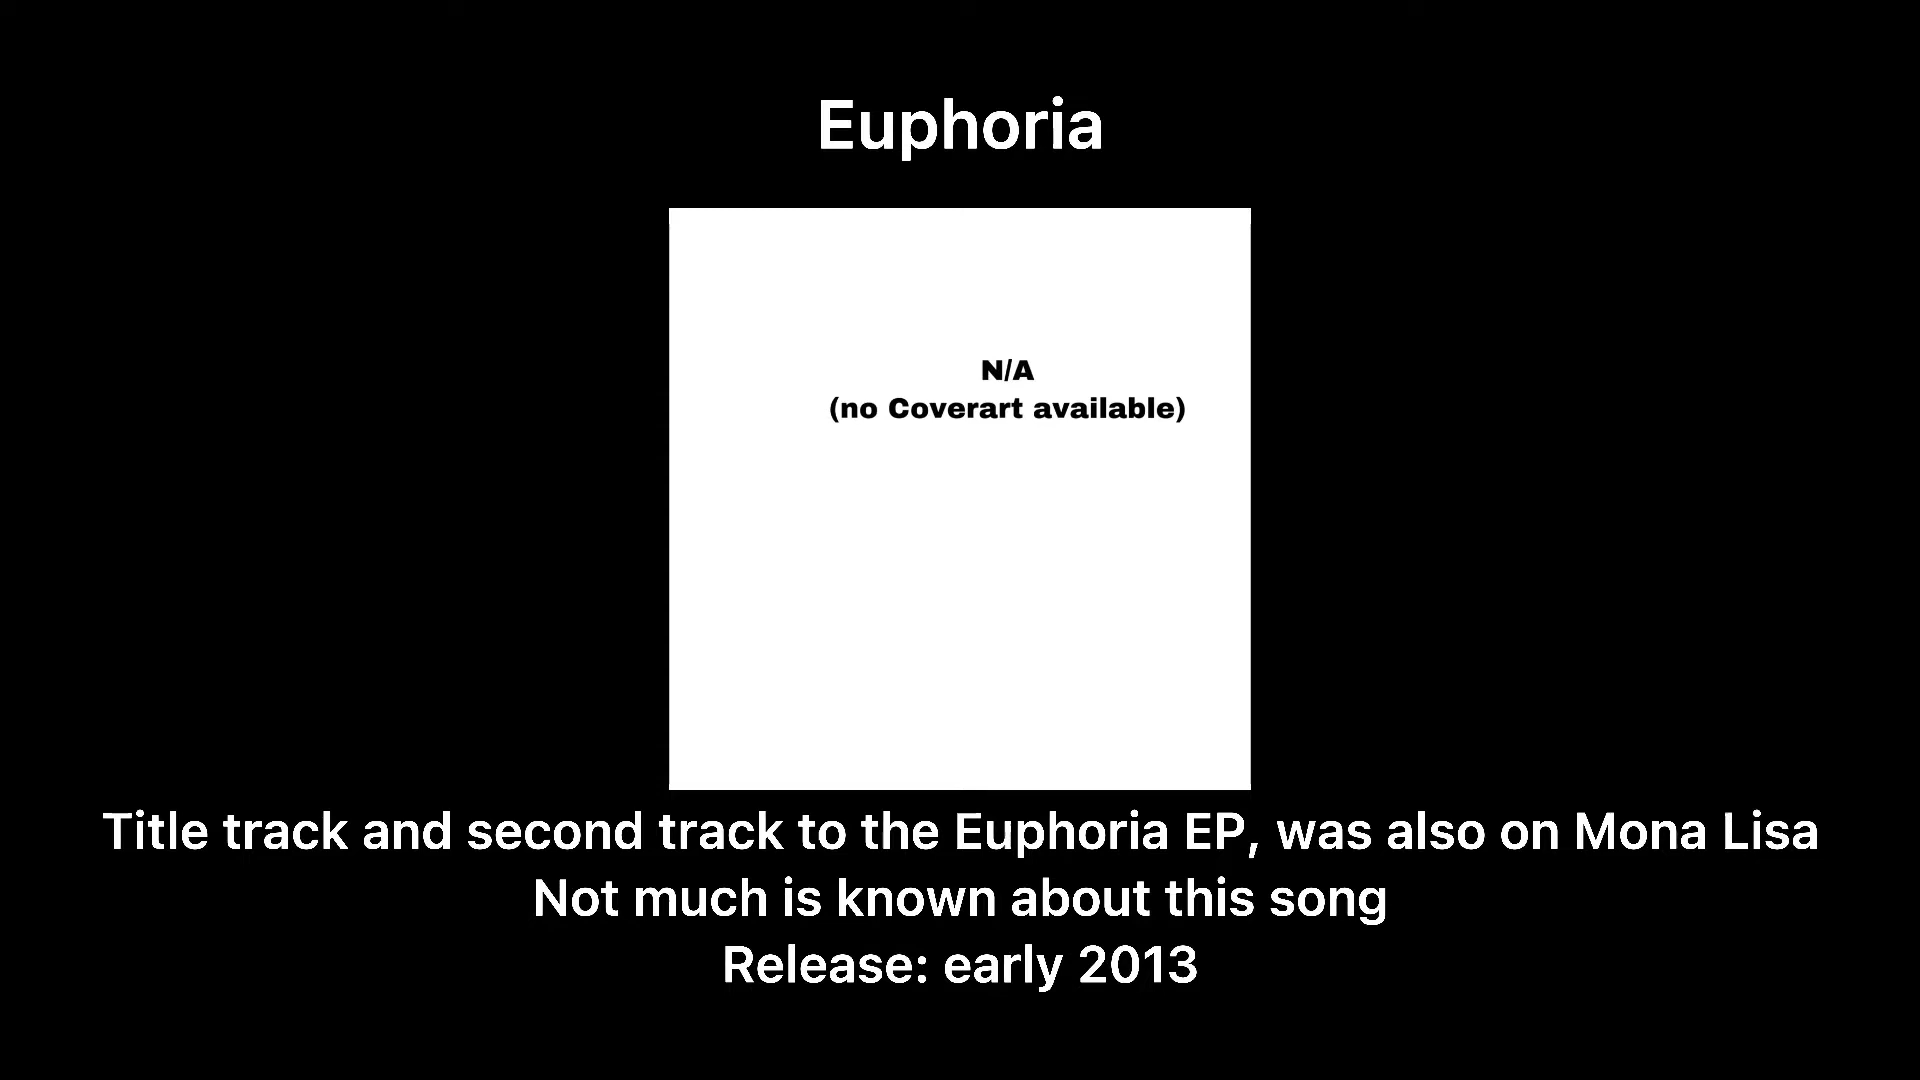 Euphoria
N/A
(no Coverart available)
Title track and second track to the Euphoria EP, was also on Mona Lisa
Not much is known about this song
Release: early 2013